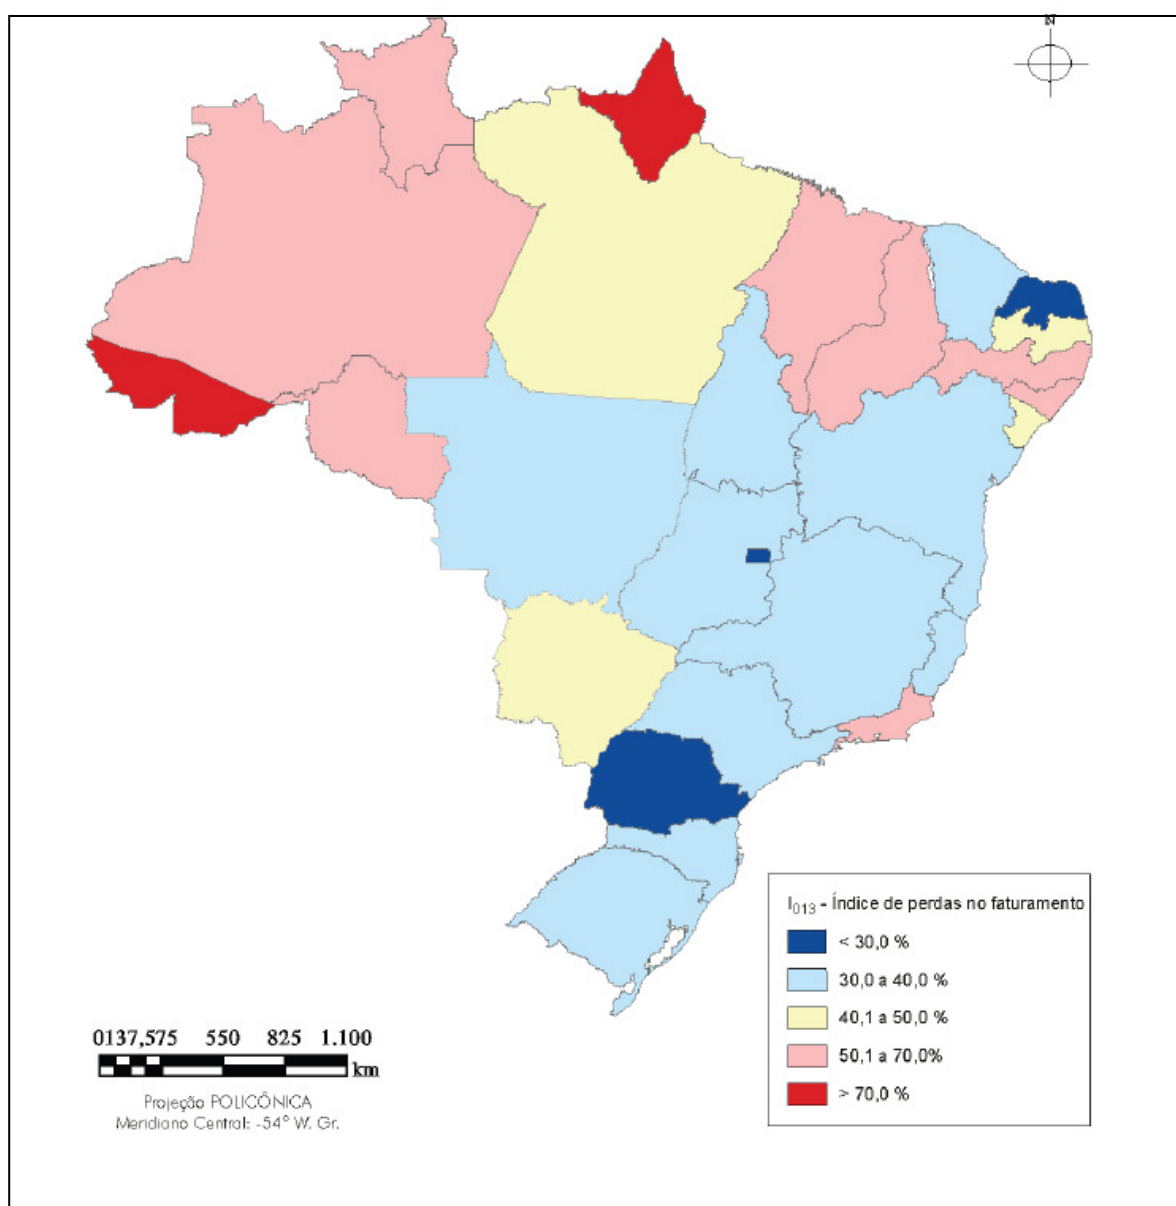 N
I013 - Índice de perdas no faturamento
< 30,0 %
30,0 a 40,0 %
40,1 a 50,0 %
50,1 a 70,0%
> 70,0 %
0137,575 550 825 1.100
km
Projeção POLICÔNICA
Meridiano Central: -54° W. Gr.